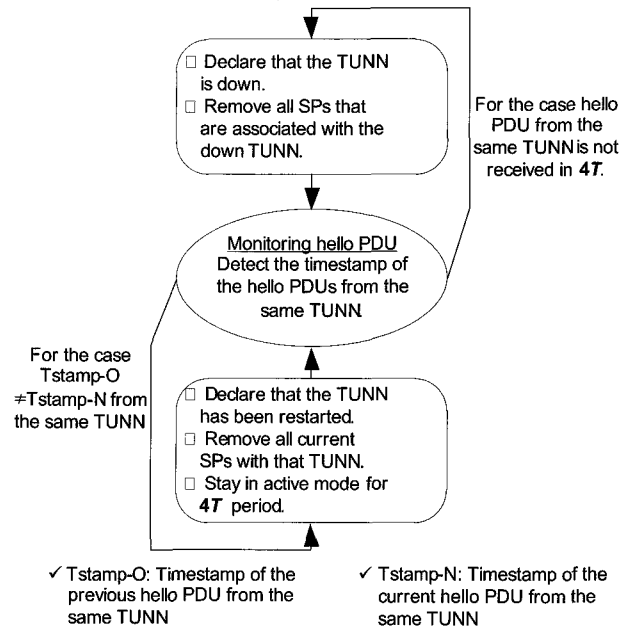 □ Declare that the TUNN
is down.
□ Remove all SPs that
are associated with the
down TUNN.
For the case hello
PDU from the
same TUNN is not
received in 4T.
Monitoring hello PDU
Detect the timestamp of
the hello PDUs from the
same TUNN.
For the case
Tstamp-O
≠Tstamp-N from
the same TUNN
□ Declare that the TUNN
has been restarted.
□ Remove all current
SPs with that TUNN.
□ Stay in active mode for
4T period.
✓ Tstamp-O: Timestamp of the
previous hello PDU from the
same TUNN
✓ Tstamp-N: Timestamp of the
current hello PDU from the
same TUNN